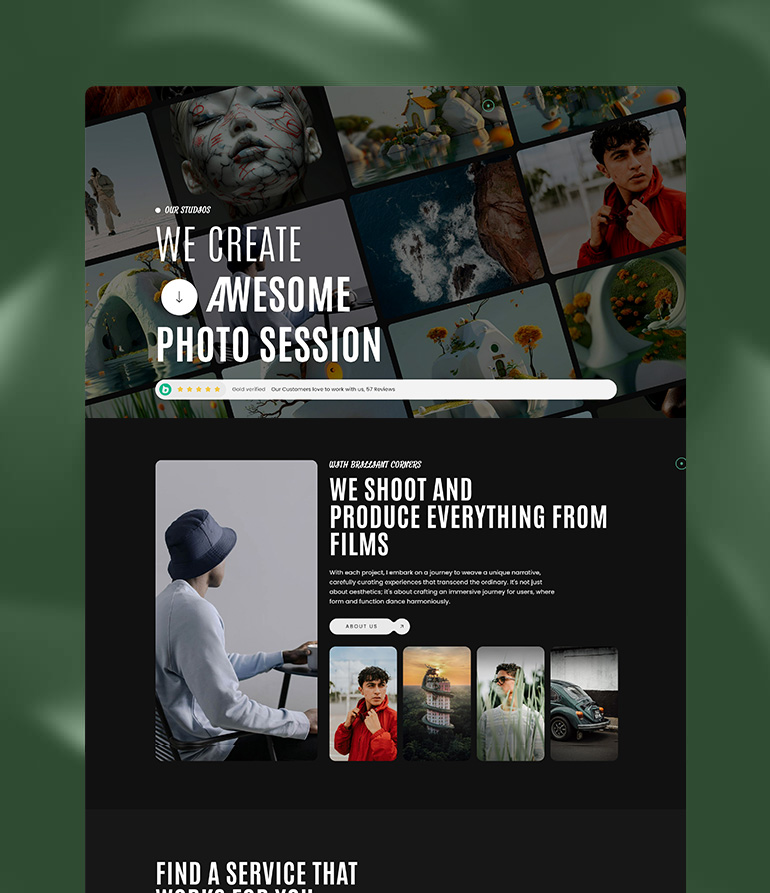 OUR STUDIOS
WE CREATE
AWESOME
PHOTO SESSION
Gold verified Our Customers love to work with us, 57 Reviews
WITH BRILLIANT CORNERS
WE SHOOT AND
PRODUCE EVERYTHING FROM
FILMS
With each project, I embark on a journey to weave a unique narrative,
carefully curating experiences that transcend the ordinary. It's not just
about aesthetics; it's about crafting an immersive journey for users, where
form and function dance harmoniously.
ABOUT US
FIND A SERVICE THAT
WORKS FOR YOU